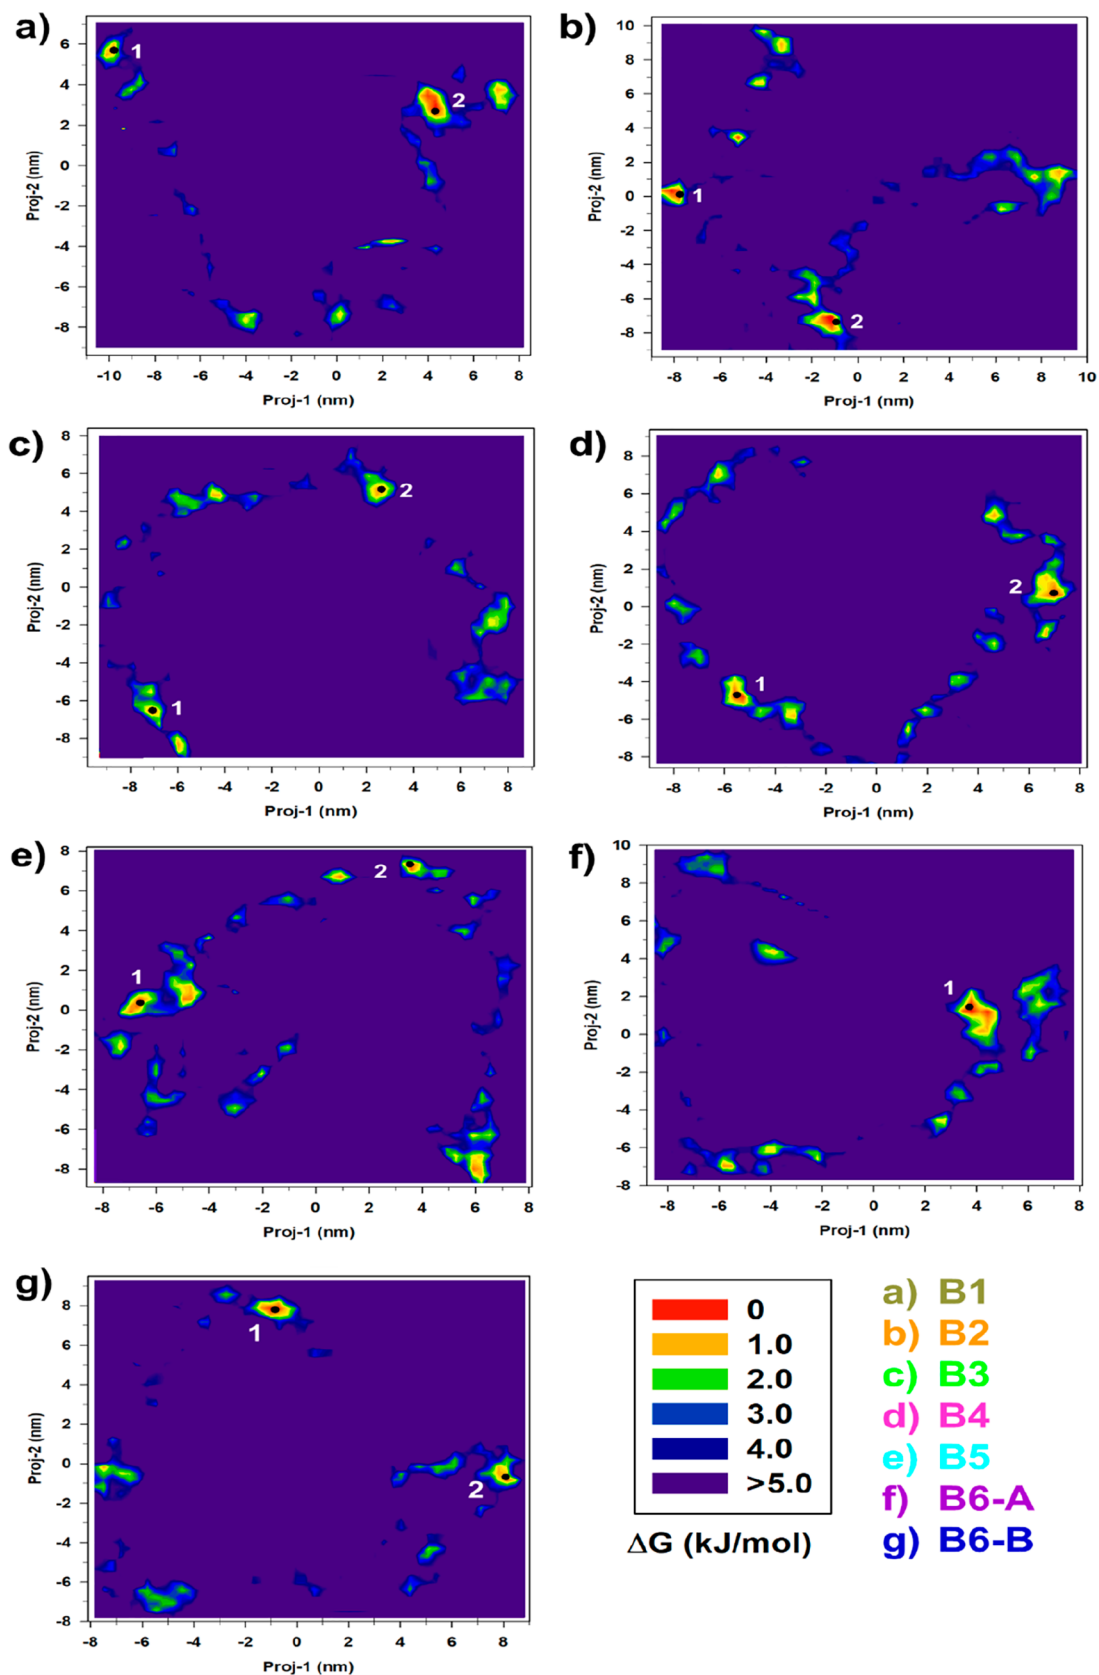 a)
6
4
2
0
-2
-4
-6
-8
Proj-2 (nm)
1
2
-10 -8 -6 -4 -2 0 2 4 6 8
Proj-1 (nm)
b)
10
8
6
4
2
0
-2
-4
-6
-8
Proj-2 (nm)
1
2
-8 -6 -4 -2 0 2 4 6 8 10
Proj-1 (nm)
c)
8
6
4
2
0
-2
-4
-6
-8
Proj-2 (nm)
2
1
-8 -6 -4 -2 0 2 4 6 8
Proj-1 (nm)
d)
8
6
4
2
0
-2
-4
-6
-8
Proj-2 (nm)
2
1
-8 -6 -4 -2 0 2 4 6 8
Proj-1 (nm)
e)
8
6
4
2
0
-2
-4
-6
-8
Proj-2 (nm)
2
1
-8 -6 -4 -2 0 2 4 6 8
Proj-1 (nm)
f)
10
8
6
4
2
0
-2
-4
-6
-8
Proj-2 (nm)
1
-8 -6 -4 -2 0 2 4 6 8
Proj-1 (nm)
g)
8
6
4
2
0
-2
-4
-6
-8
Proj-2 (nm)
1
2
-8 -6 -4 -2 0 2 4 6 8
Proj-1 (nm)
0
1.0
2.0
3.0
4.0
>5.0
ΔG (kJ/mol)
a) B1
b) B2
c) B3
d) B4
e) B5
f) B6-A
g) B6-B